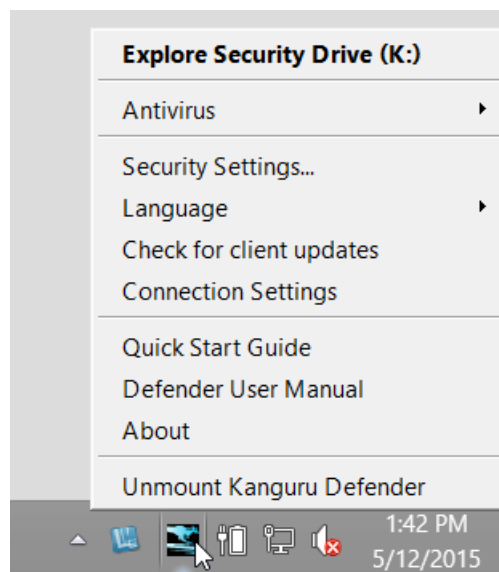 Explore Security Drive (K:)
Antivirus
Security Settings...
Language
Check for client updates
Connection Settings
Quick Start Guide
Defender User Manual
About
Unmount Kanguru Defender
1:42 PM
5/12/2015